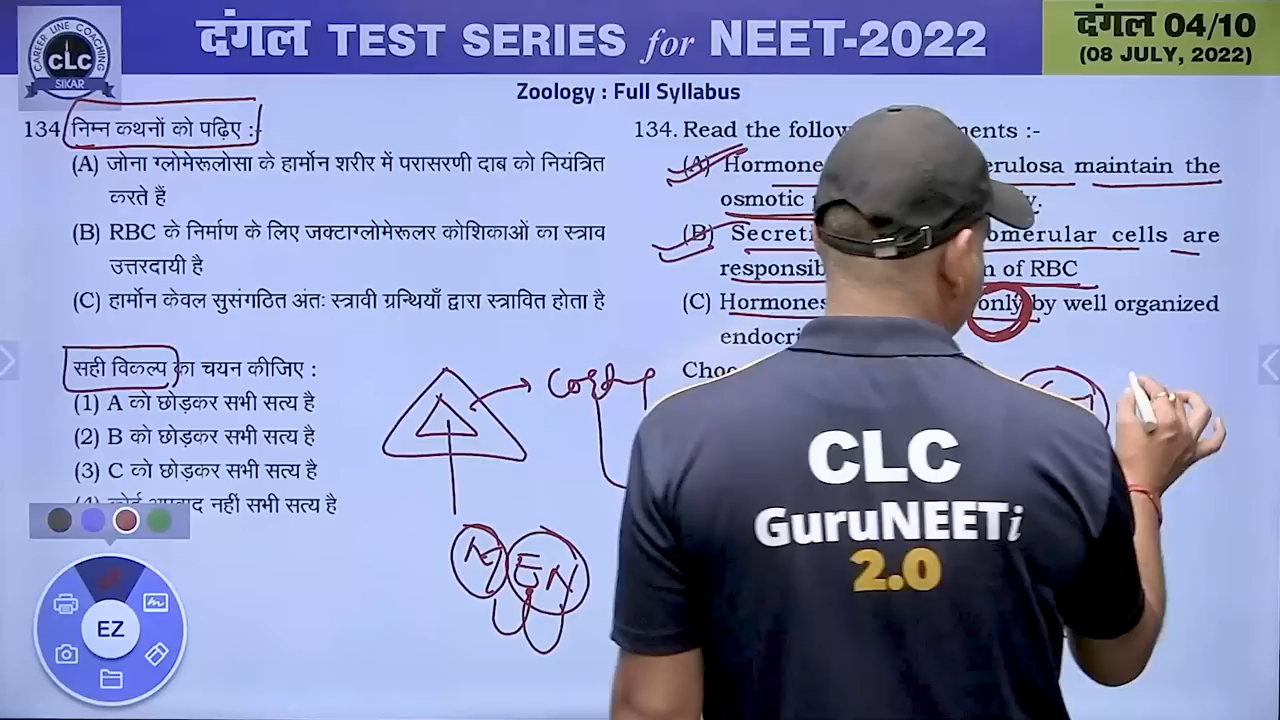 CAREER LINE COACHING
CLC
SIKAR
दंगल TEST SERIES for NEET-2022
दंगल 04/10
(08 JULY, 2022)
Zoology : Full Syllabus
134. निम्न कथनों को पढ़िए :-
(A) जोना ग्लोमेरूलोसा के हार्मोन शरीर में परासरणी दाब को नियंत्रित
करते हैं
(B) RBC के निर्माण के लिए जक्टाग्लोमेरूलर कोशिकाओं का स्त्राव
उत्तरदायी है
(C) हार्मोन केवल सुसंगठित अंतः स्त्रावी ग्रन्थियाँ द्वारा स्त्रावित होता है
सही विकल्प का चयन कीजिए :
(1) A को छोड़कर सभी सत्य है
(2) B को छोड़कर सभी सत्य है
(3) C को छोड़कर सभी सत्य है
नहीं सभी सत्य है
134. Read the follow ments :-
(A) Hormone erulosa maintain the
osmotic
(B) Secreti omerular cells are
responsib n of RBC
(C) Hormones only by well organized
endocri
Choo
M E N
EZ
CLC
GuruNEETi
2.0